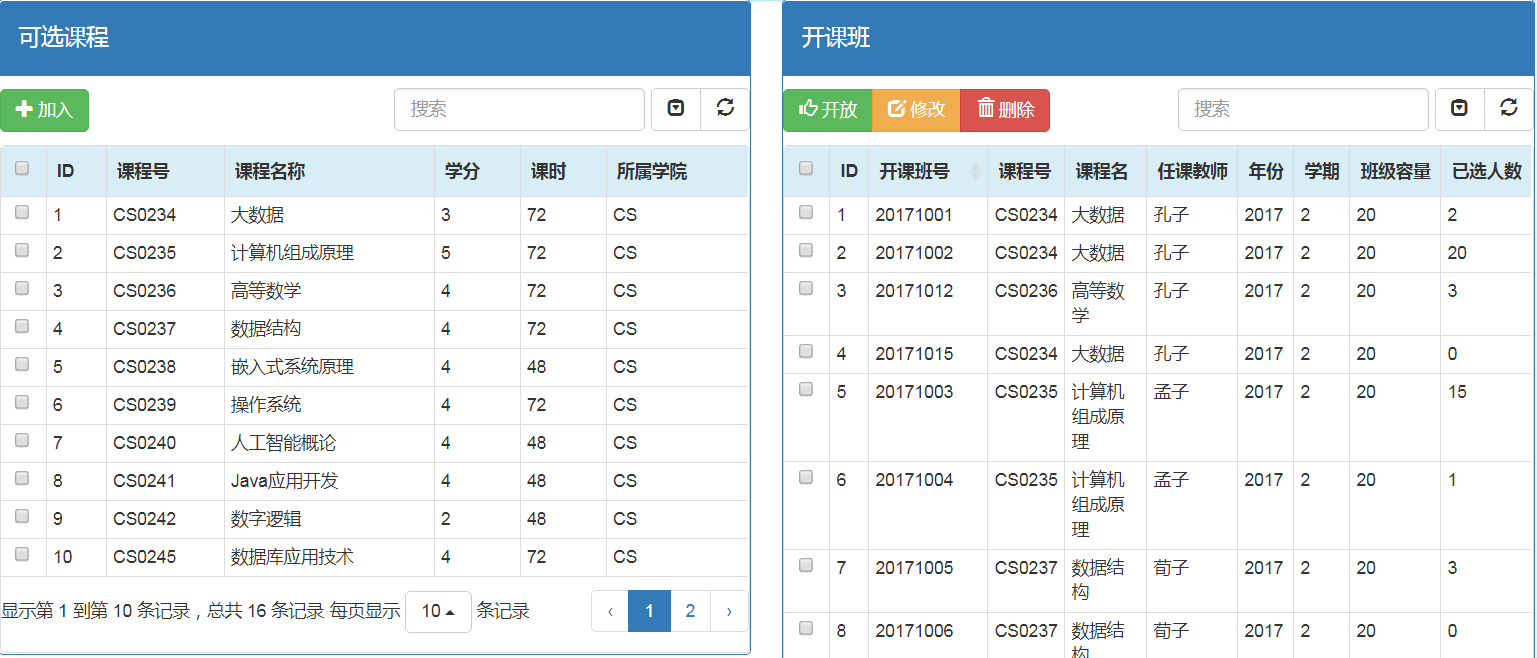 可选课程
加入
搜索
ID 课程号 课程名称 学分 课时 所属学院
1 CS0234 大数据 3 72 CS
2 CS0235 计算机组成原理 5 72 CS
3 CS0236 高等数学 4 72 CS
4 CS0237 数据结构 4 72 CS
5 CS0238 嵌入式系统原理 4 48 CS
6 CS0239 操作系统 4 72 CS
7 CS0240 人工智能概论 4 48 CS
8 CS0241 Java应用开发 4 48 CS
9 CS0242 数字逻辑 2 48 CS
10 CS0245 数据库应用技术 4 72 CS
显示第 1 到第 10 条记录，总共 16 条记录 每页显示 10 条记录 ‹ 1 2 ›
开课班
开放 修改 删除
搜索
ID 开课班号 课程号 课程名 任课教师 年份 学期 班级容量 已选人数
1 20171001 CS0234 大数据 孔子 2017 2 20 2
2 20171002 CS0234 大数据 孔子 2017 2 20 20
3 20171012 CS0236 高等数 孔子 2017 2 20 3
学
4 20171015 CS0234 大数据 孔子 2017 2 20 0
5 20171003 CS0235 计算机 孟子 2017 2 20 15
组成原
理
6 20171004 CS0235 计算机 孟子 2017 2 20 1
组成原
理
7 20171005 CS0237 数据结 荀子 2017 2 20 3
构
8 20171006 CS0237 数据结 荀子 2017 2 20 0
构